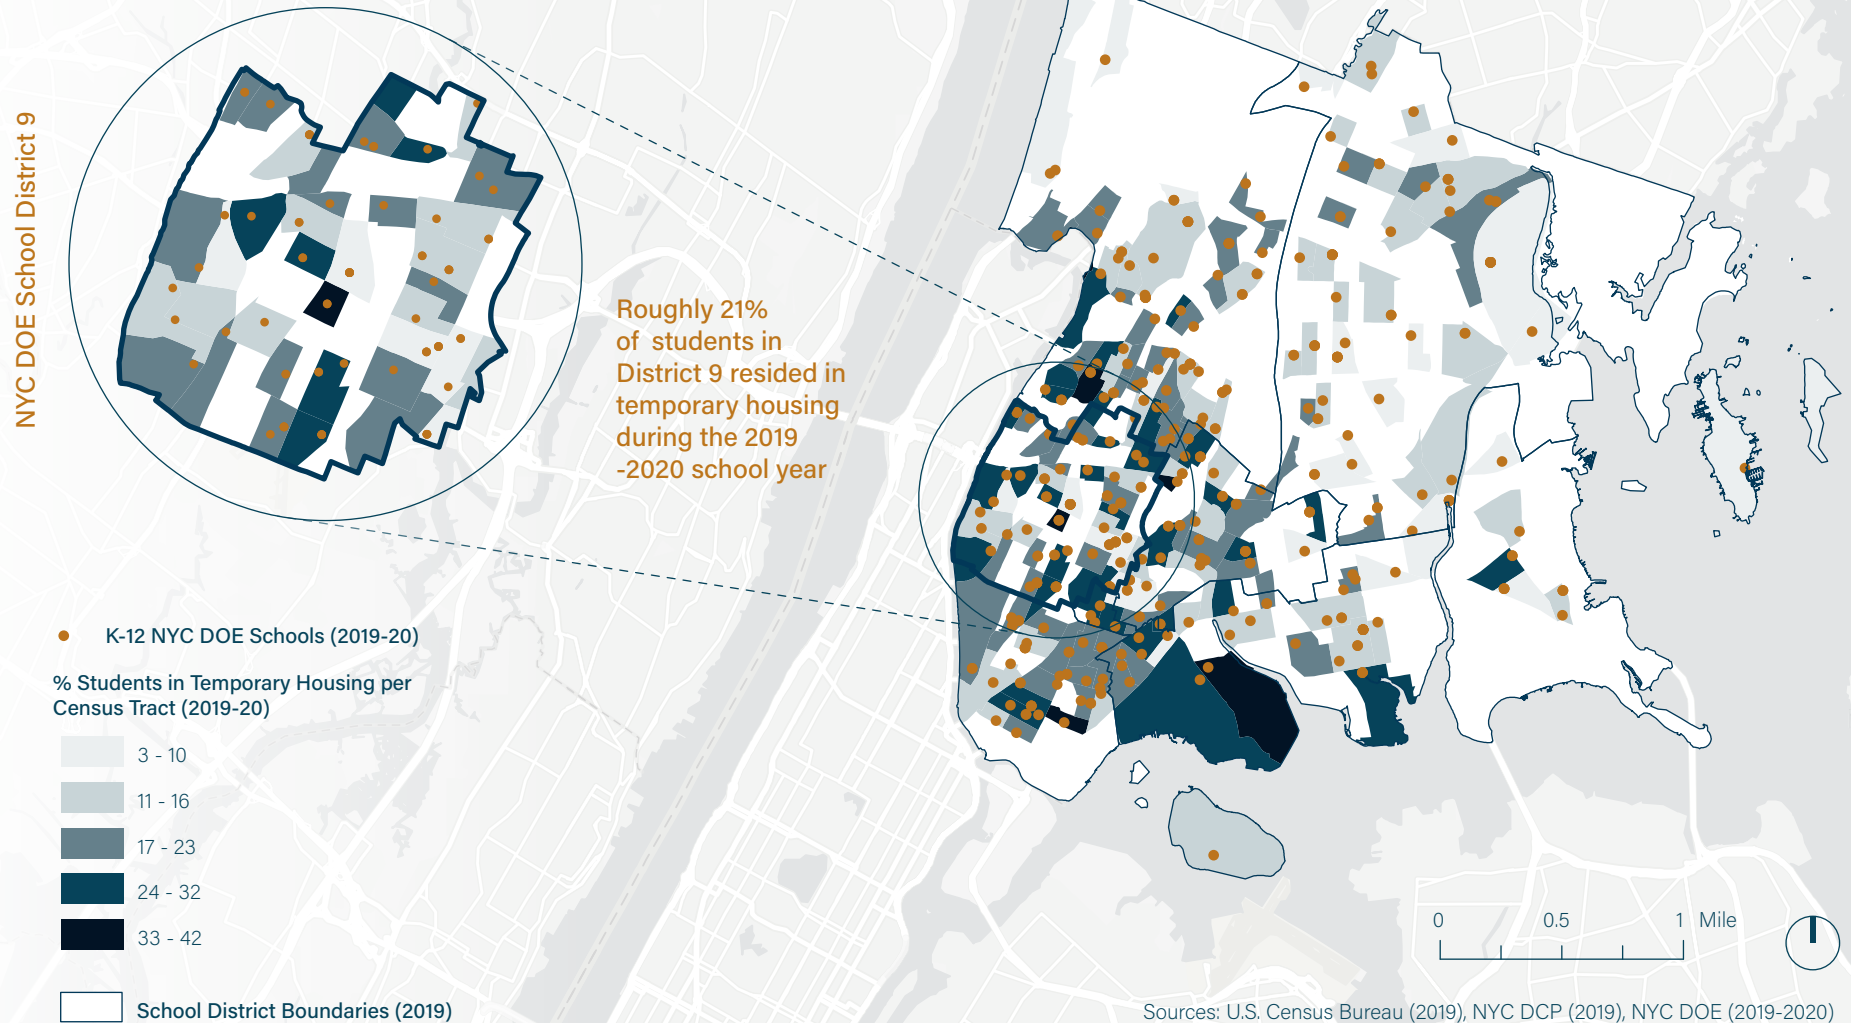 NYC DOE School District 9
Roughly 21%
of students in
District 9 resided in
temporary housing
during the 2019
-2020 school year
K-12 NYC DOE Schools (2019-20)
% Students in Temporary Housing per
Census Tract (2019-20)
3 - 10
11 - 16
17 - 23
24 - 32
33 - 42
School District Boundaries (2019)
0 0.5 1 Mile
Sources: U.S. Census Bureau (2019), NYC DCP (2019), NYC DOE (2019-2020)